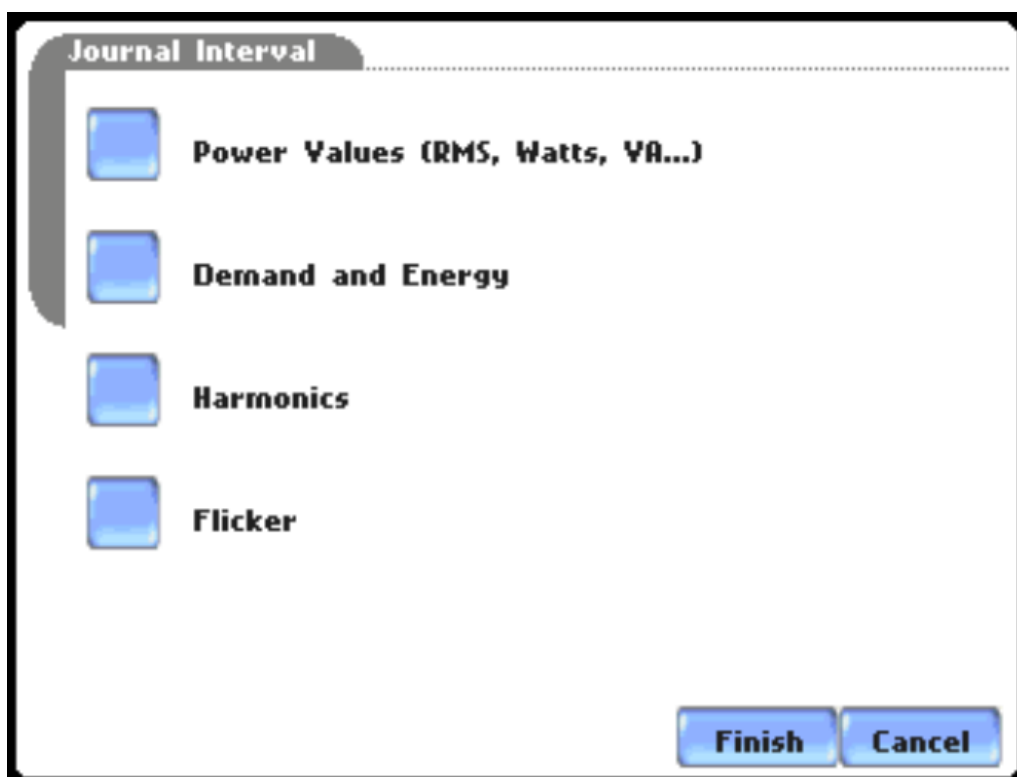 Journal Interval
Power Values (RMS, Watts, VA...)
Demand and Energy
Harmonics
Flicker
Finish Cancel